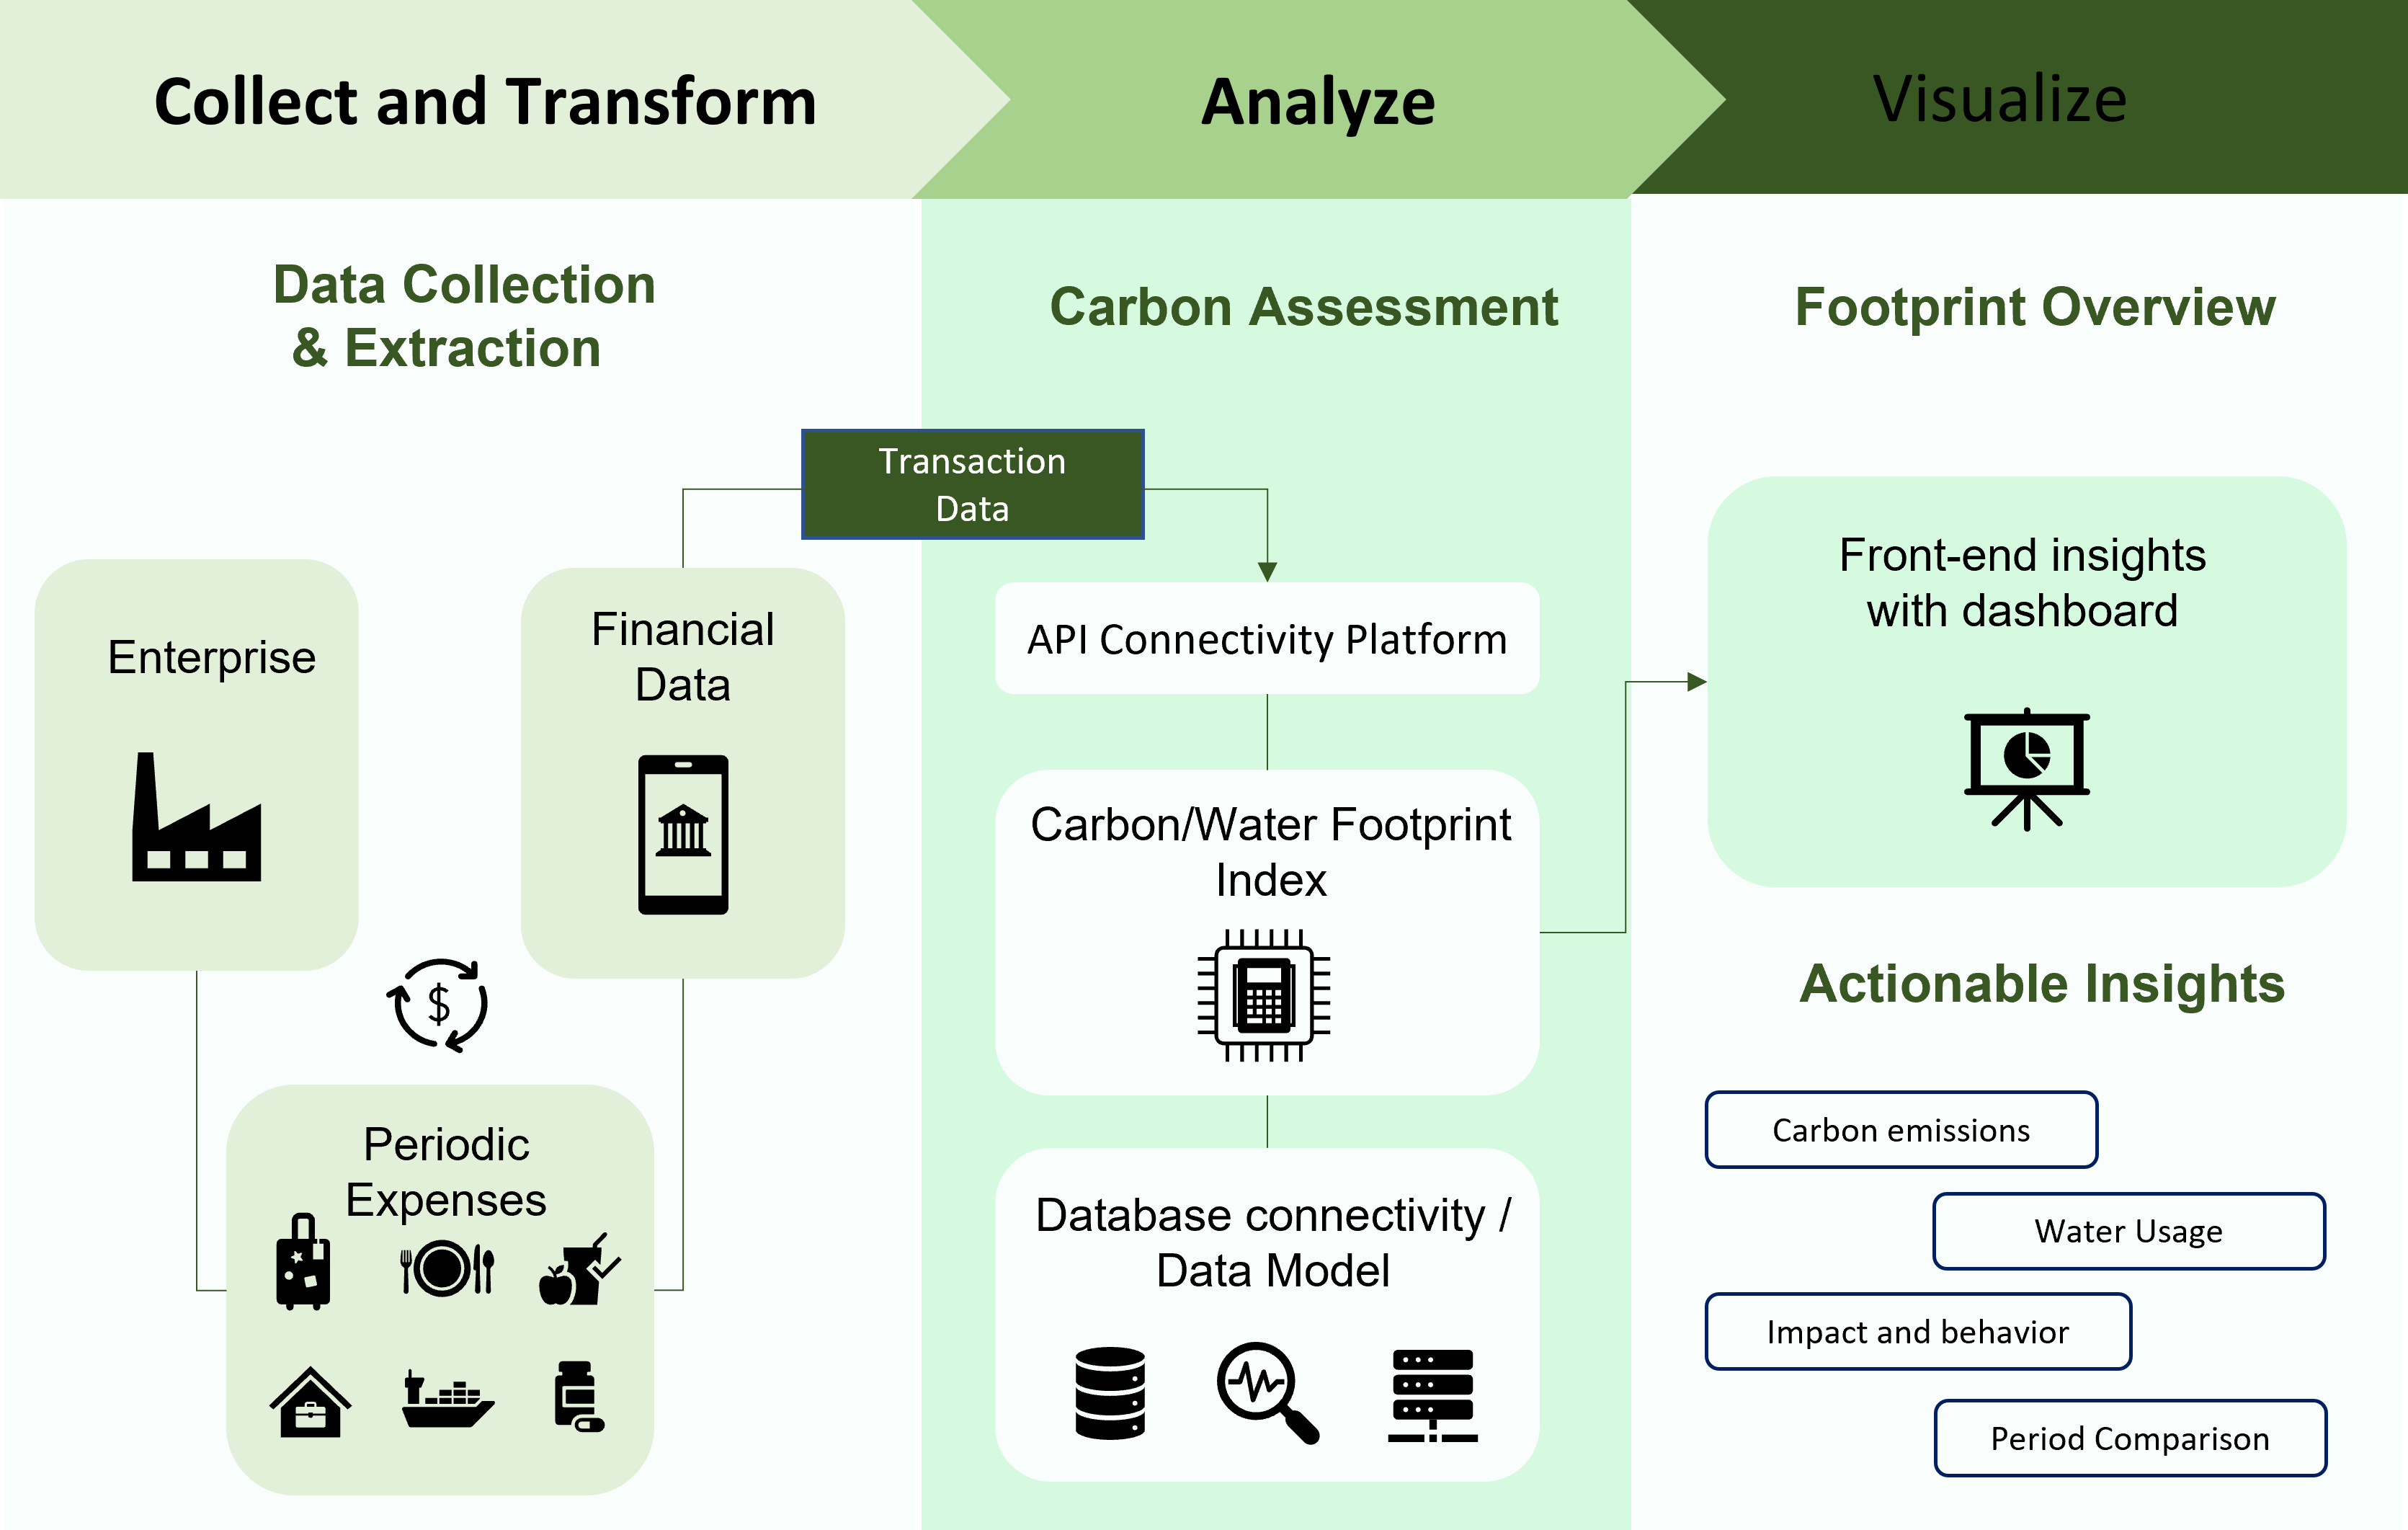 Collect and Transform
Analyze
Visualize
Data Collection
& Extraction
Carbon Assessment
Footprint Overview
Transaction
Data
Enterprise
Financial
Data
$
Periodic
Expenses
API Connectivity Platform
Carbon/Water Footprint
Index
Database connectivity /
Data Model
Front-end insights
with dashboard
Actionable Insights
Carbon emissions
Water Usage
Impact and behavior
Period Comparison